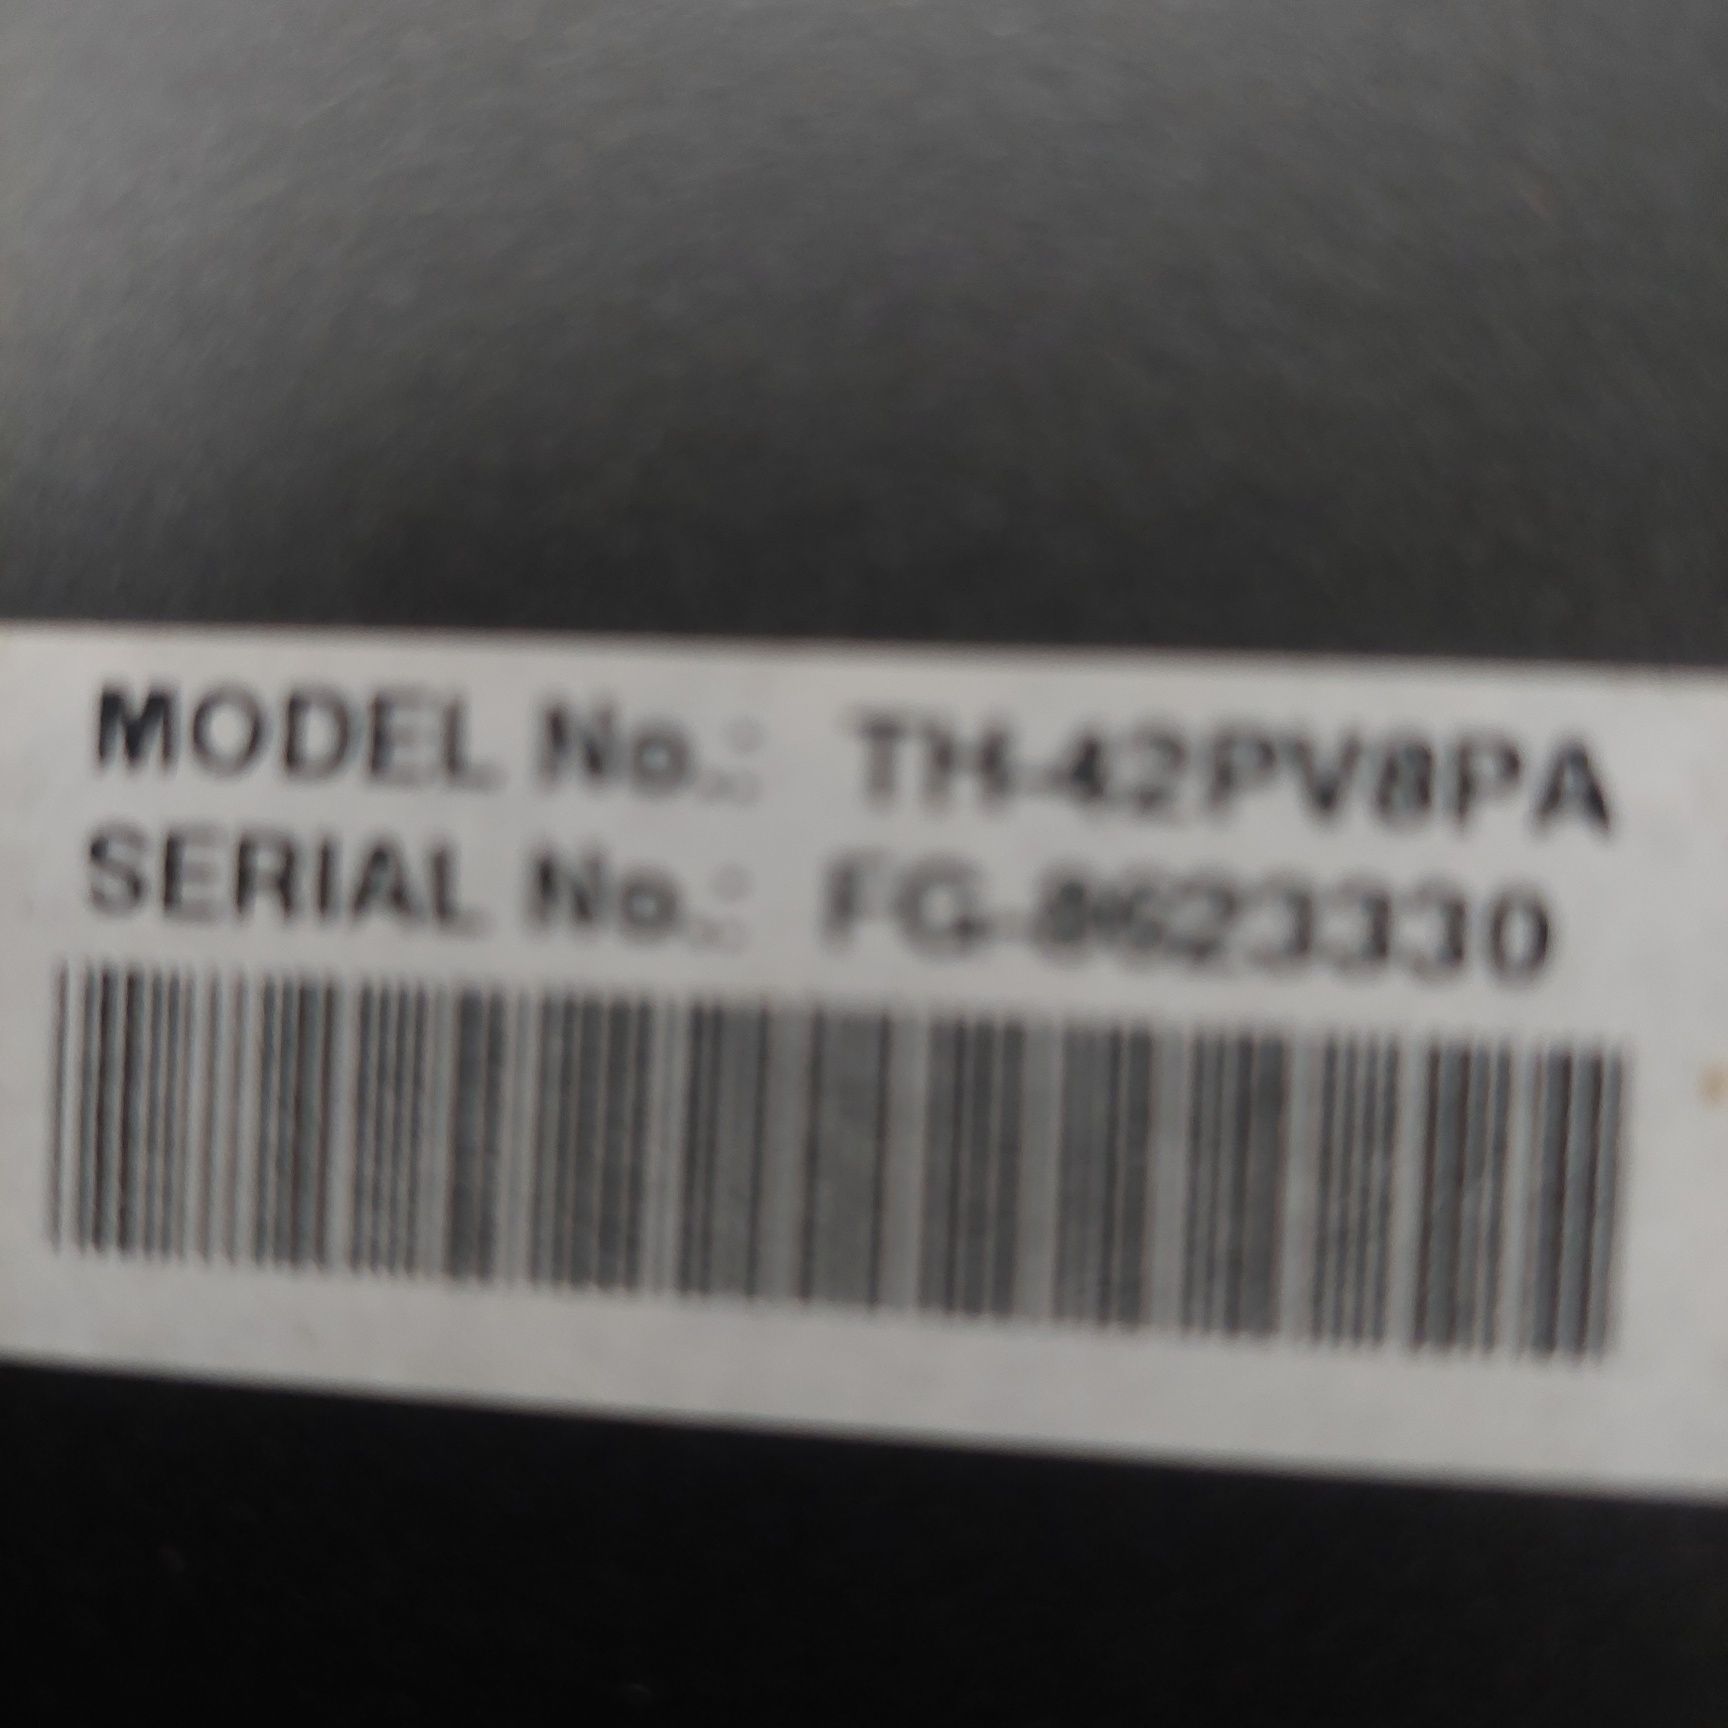 MODEL No.: TH-42PV8PA
SERIAL No.: FG-8623330